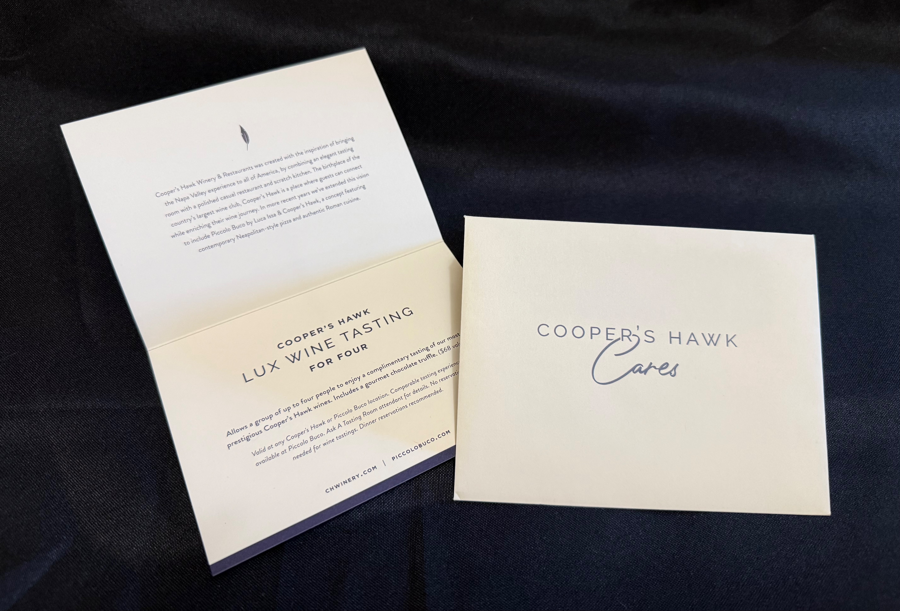 Cooper's Hawk Winery & Restaurants was created with the inspiration of bringing
the Napa Valley experience to all of America, by combining an elegant tasting
room with a polished casual restaurant and scratch kitchen. The birthplace of the
country's largest wine club, Cooper's Hawk is a place where guests can connect
while enriching their wine journey. In more recent years we've extended this vision
to include Piccolo Buco by Luca Issa & Cooper's Hawk, a concept featuring
contemporary Neapolitan-style pizza and authentic Roman cuisine.
COOPER'S HAWK
LUX WINE TASTING
FOR FOUR
Allows a group of up to four people to enjoy a complimentary tasting of our most
prestigious Cooper's Hawk wines. Includes a gourmet chocolate truffle. ($68
Valid at any Cooper's Hawk or Piccolo Buco location. Comparable tasting
available at Piccolo Buco. Ask A Tasting Room attendant for details. No
needed for wine tastings. Dinner reservations recommended.
CHWINERY.COM | PICCOLOBUCO.COM
COOPER'S HAWK
Cares